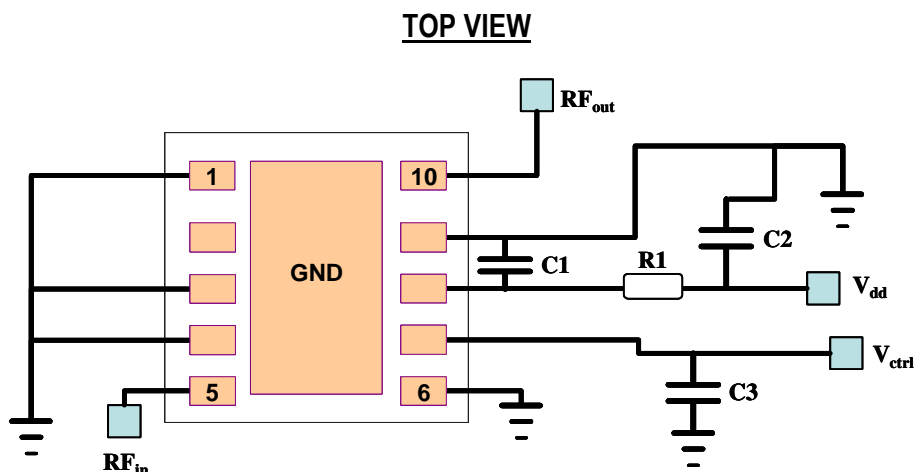 TOP VIEW
RFout
1
10
C2
C1
R1
GND
Vdd
Vctrl
5
6
C3
RFin